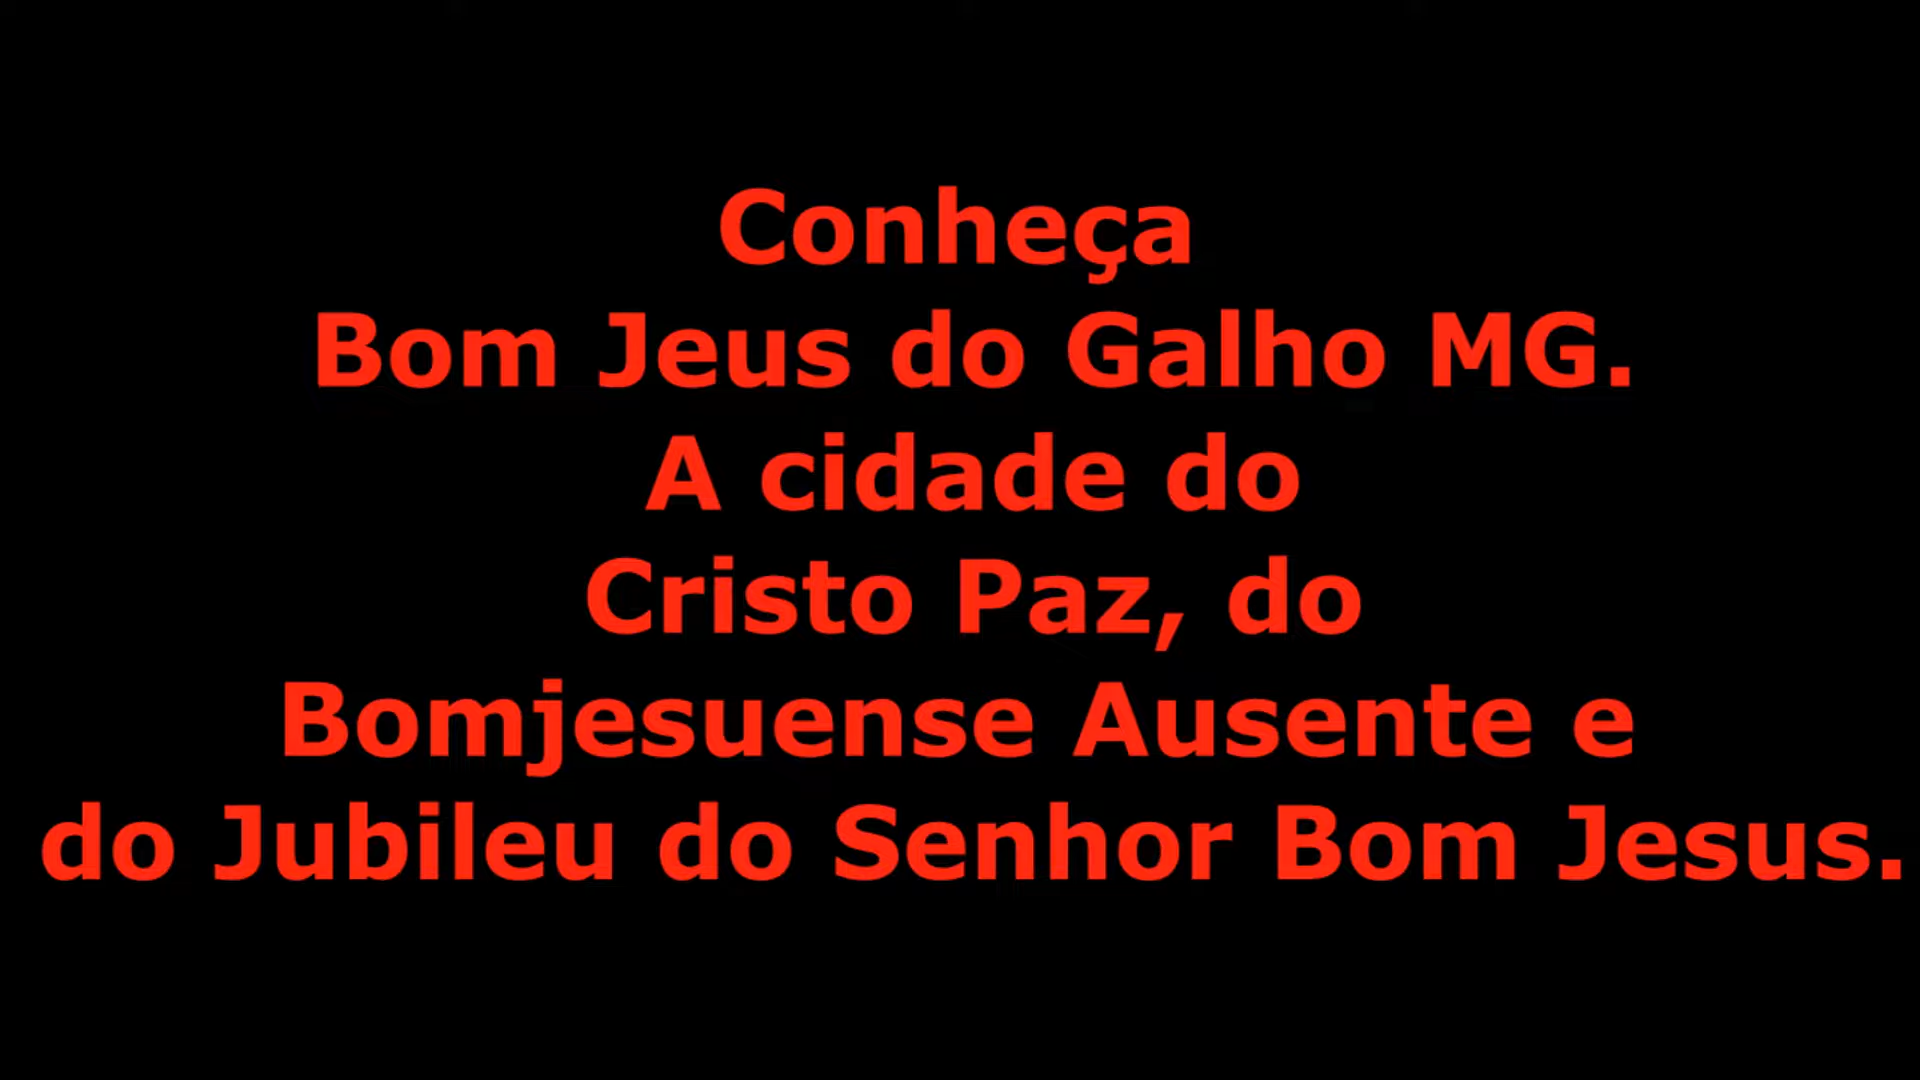 Conheça
Bom Jeus do Galho MG.
A cidade do
Cristo Paz, do
Bomjesuense Ausente e
do Jubileu do Senhor Bom Jesus.